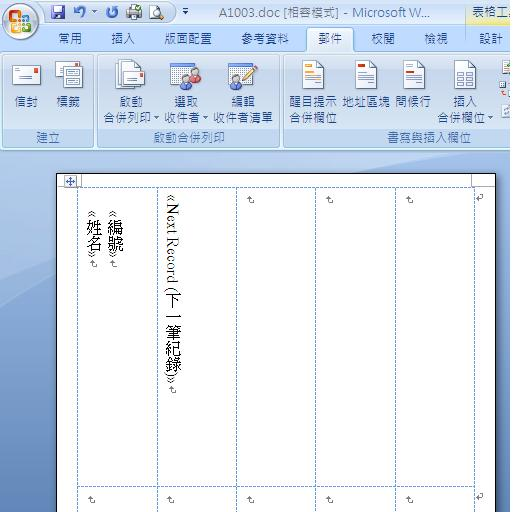 A1003.doc [相容模式] - Microsoft W...
表格工
常用 插入 版面配置 參考資料 郵件 校閱 檢視 設計
信封 標籤
建立
啟動合併列印 選取收件者 編輯收件者清單
啟動合併列印
醒目提示合併欄位 地址區塊 問候行 插入合併欄位
書寫與插入欄位
«編號»
«姓名»
«Next Record (下一筆紀錄)»